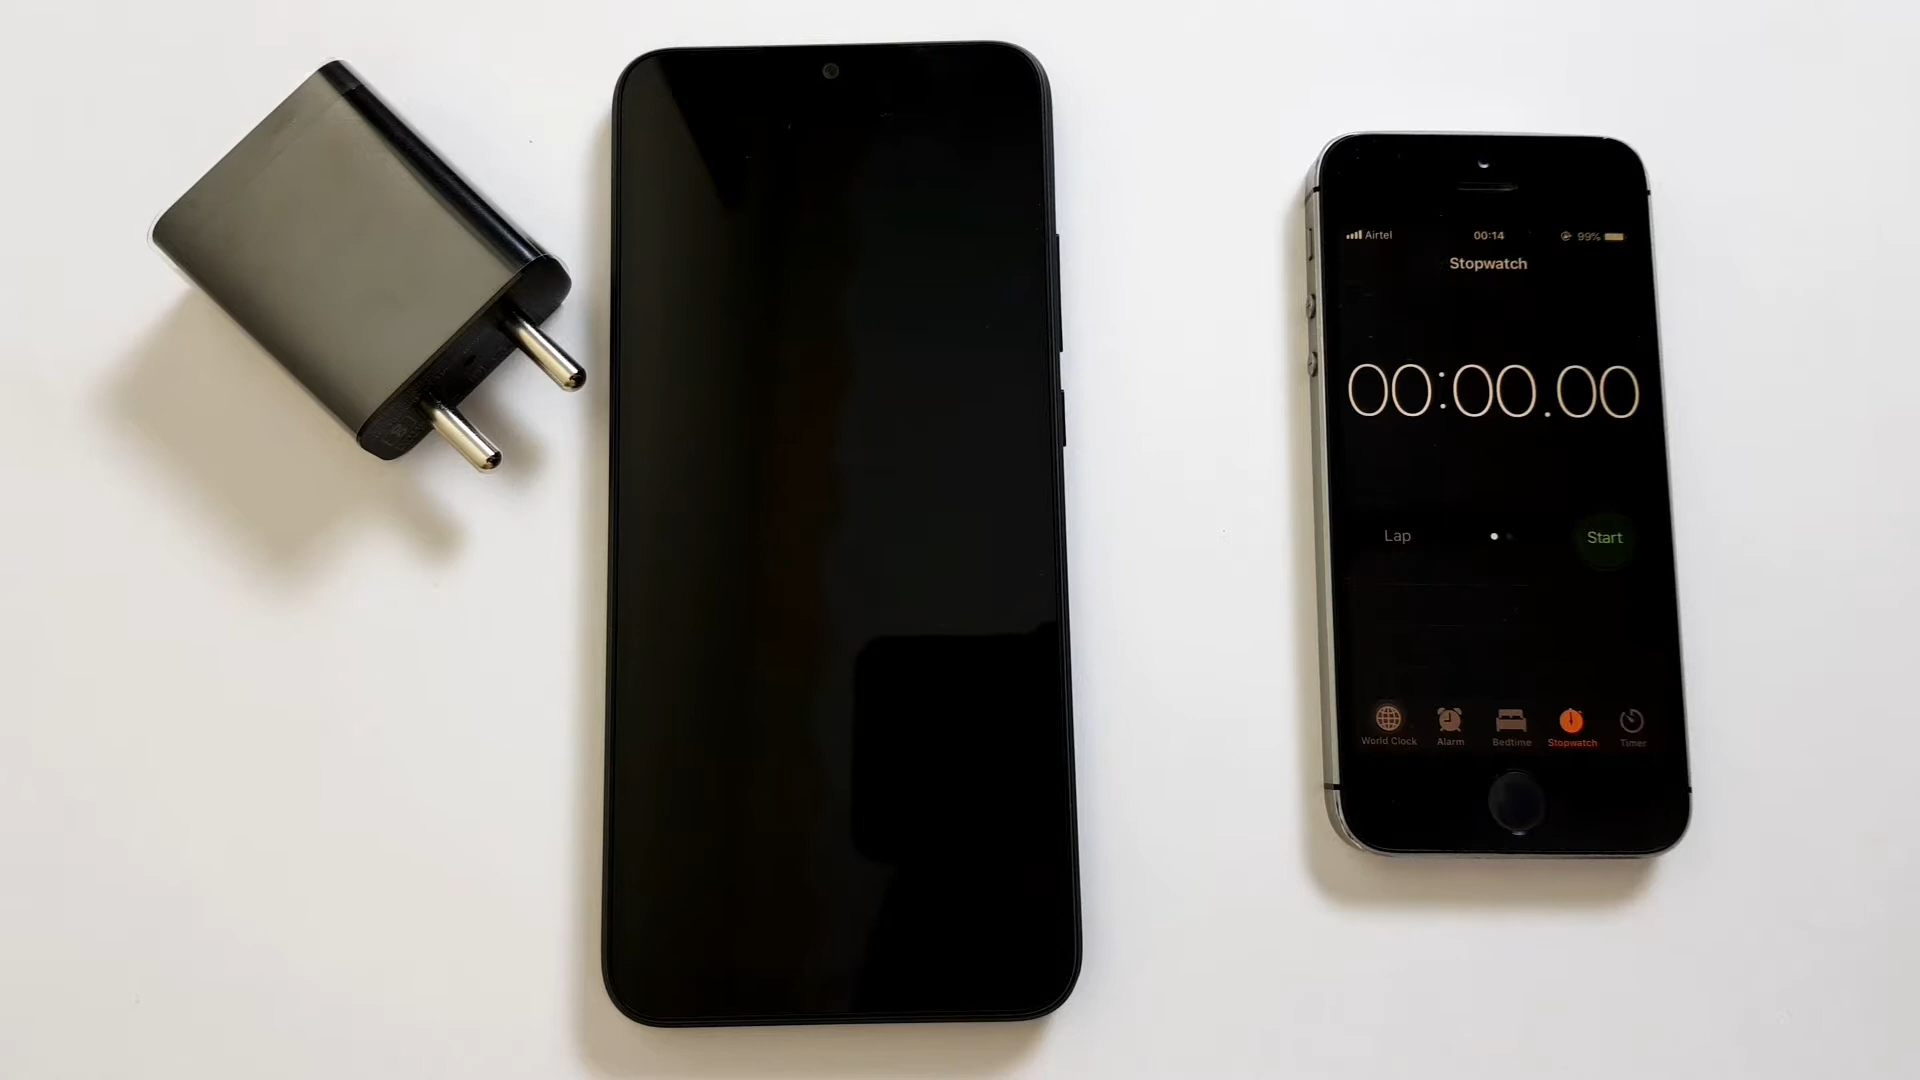 Airtel 00:14 99%
Stopwatch
00:00.00
Lap Start
World Clock Alarm Bedtime Stopwatch Timer